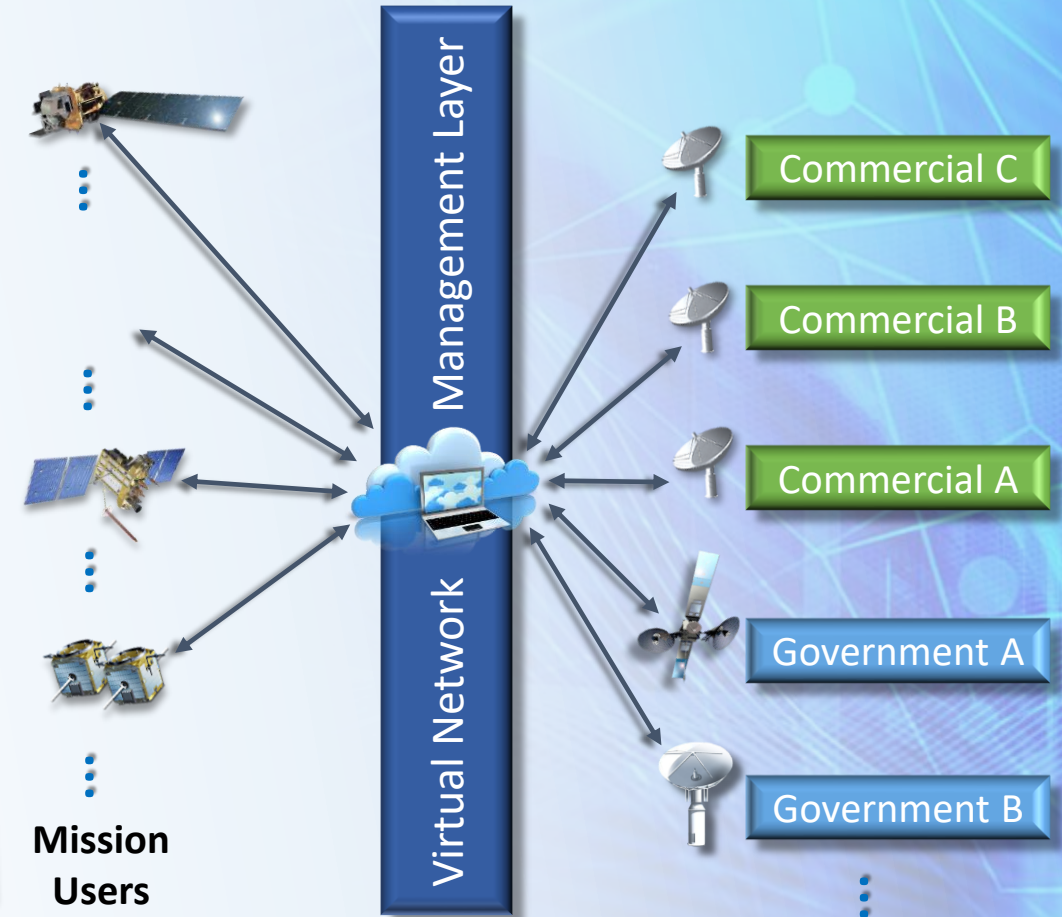 Virtual Network Management Layer
Commercial C
Commercial B
Commercial A
Government A
Government B
Mission
Users